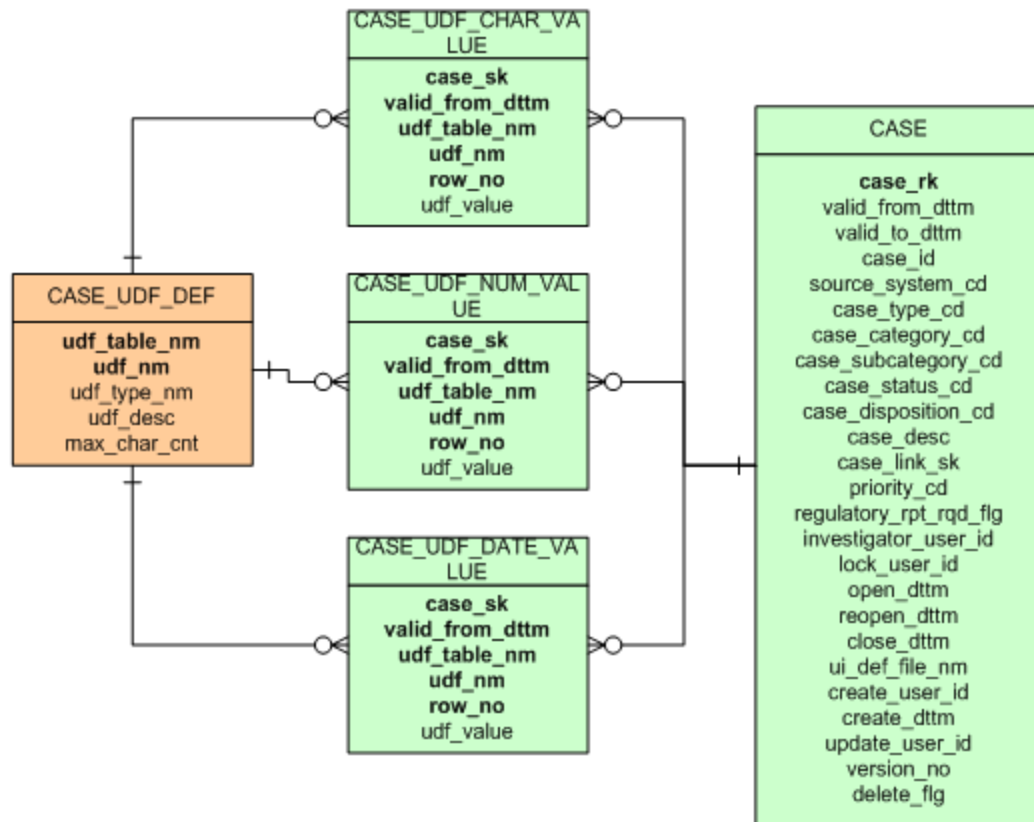 CASE_UDF_CHAR_VA
LUE
case_sk
valid_from_dttm
udf_table_nm
udf_nm
row_no
udf_value
CASE_UDF_DEF
udf_table_nm
udf_nm
udf_type_nm
udf_desc
max_char_cnt
CASE_UDF_NUM_VAL
UE
case_sk
valid_from_dttm
udf_table_nm
udf_nm
row_no
udf_value
CASE_UDF_DATE_VA
LUE
case_sk
valid_from_dttm
udf_table_nm
udf_nm
row_no
udf_value
CASE
case_rk
valid_from_dttm
valid_to_dttm
case_id
source_system_cd
case_type_cd
case_category_cd
case_subcategory_cd
case_status_cd
case_disposition_cd
case_desc
case_link_sk
priority_cd
regulatory_rpt_rqd_flg
investigator_user_id
lock_user_id
open_dttm
reopen_dttm
close_dttm
ui_def_file_nm
create_user_id
create_dttm
update_user_id
version_no
delete_flg